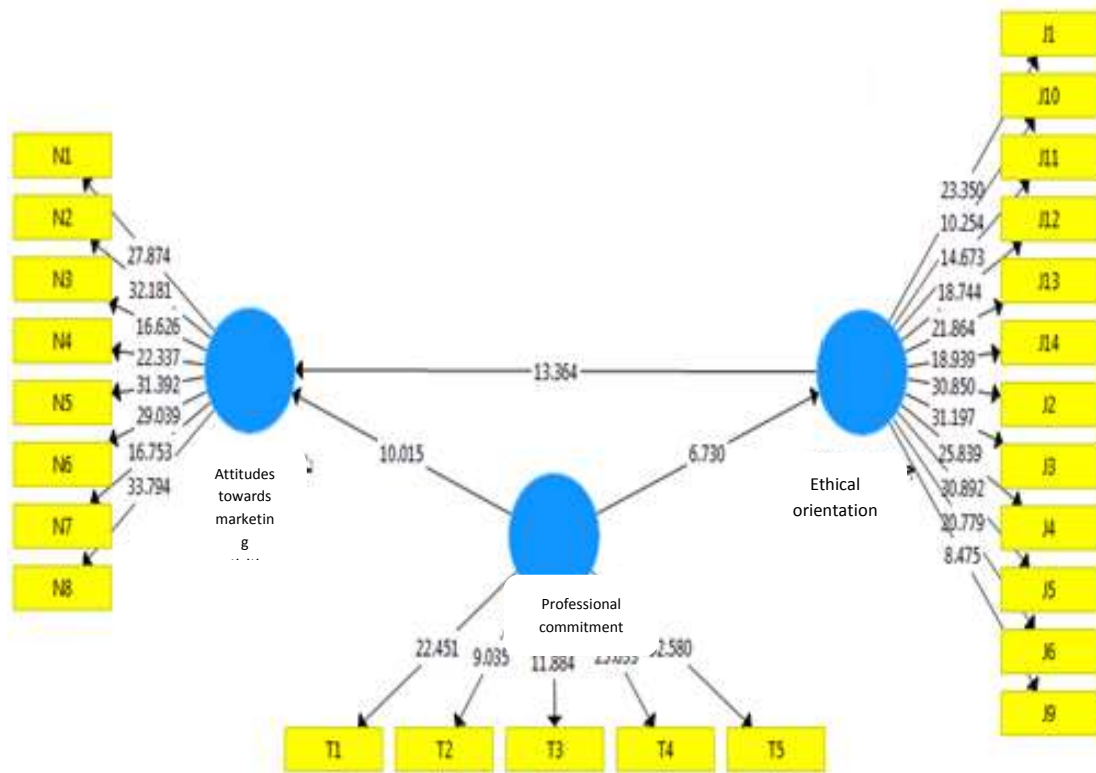 J1
J10
J11
J12
J13
J14
J2
J3
J4
J5
J6
J9
N1
N2
N3
N4
N5
N6
N7
N8
27.874
32.181
16.626
22.337
31.392
29.039
16.753
33.794
23.350
10.254
14.673
18.744
21.864
18.939
30.850
31.197
25.839
30.892
20.779
8.475
13.364
10.015
6.730
Attitudes
towards
marketin
g
Ethical
orientation
Professional
commitment
22.451
9.035
11.884
T1
T2
T3
T4
T5